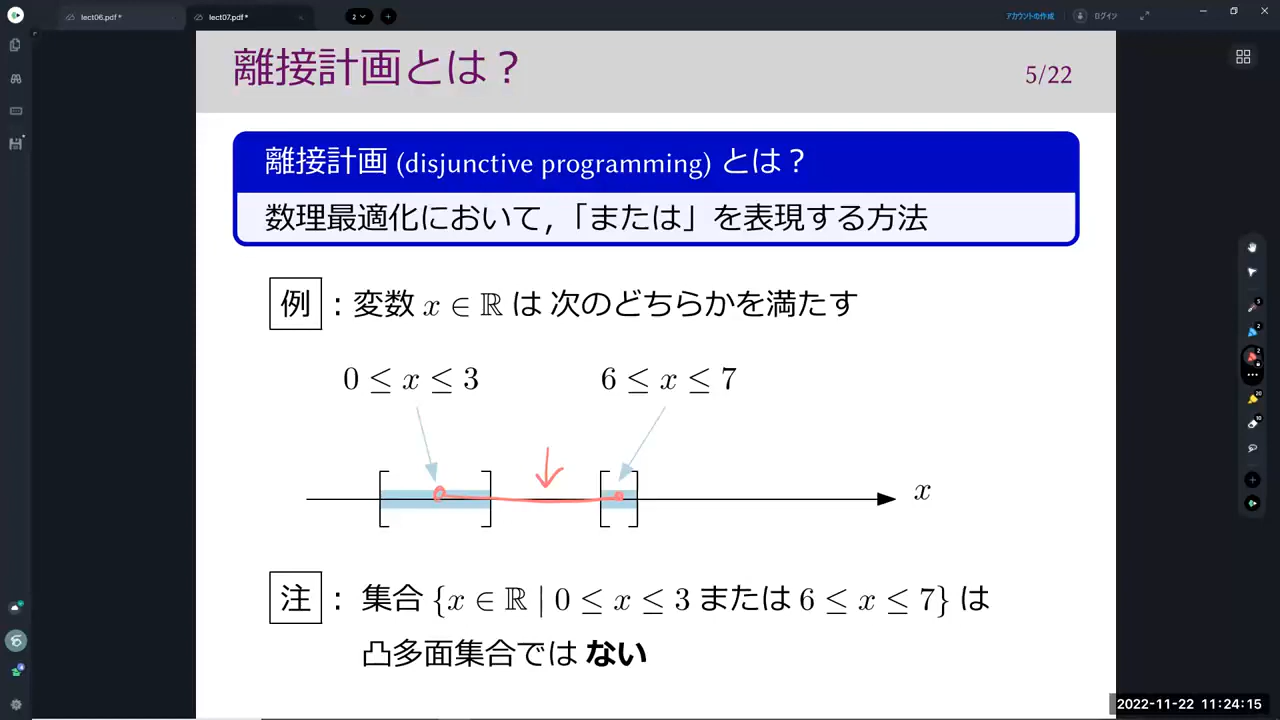 lect06.pdf *
lect07.pdf *
2
アカウントの作成
ログイン
離接計画とは？
5/22
離接計画 (disjunctive programming) とは？
数理最適化において,「または」を表現する方法
例 : 変数 x ∈ ℝ は 次のどちらかを満たす
0 ≤ x ≤ 3
6 ≤ x ≤ 7
x
注 : 集合 {x ∈ ℝ | 0 ≤ x ≤ 3 または 6 ≤ x ≤ 7} は
凸多面集合では ない
2022-11-22 11:24:15